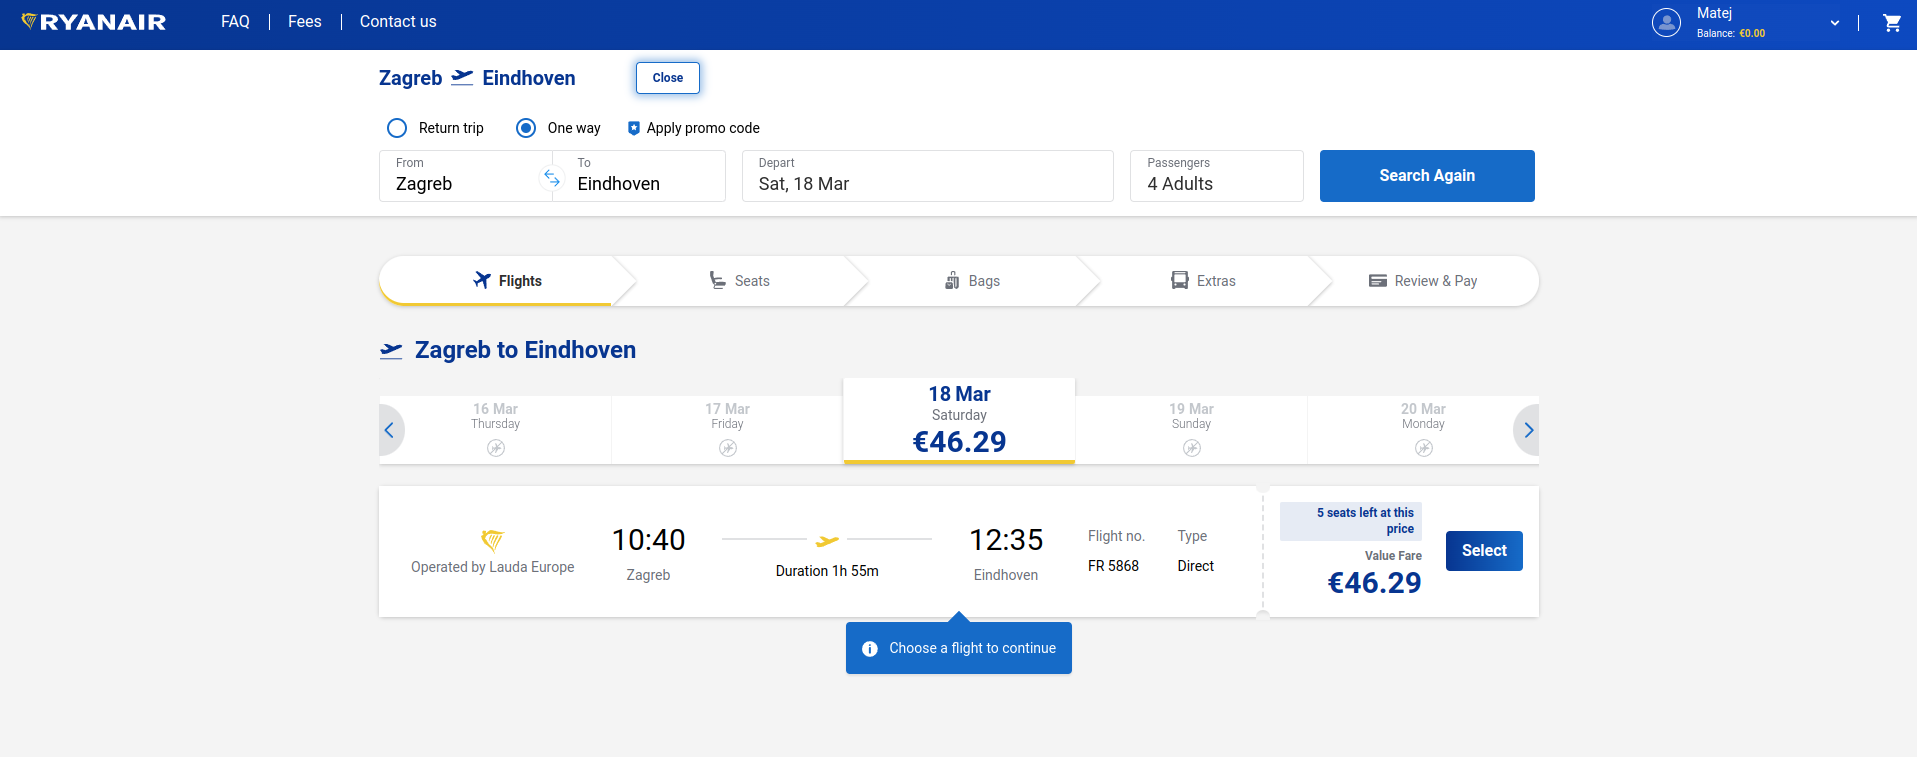 RYANAIR
FAQ
Fees
Contact us
Matej
Balance: €0.00
Zagreb Eindhoven
Close
Return trip
One way
Apply promo code
From
Zagreb
To
Eindhoven
Depart
Sat, 18 Mar
Passengers
4 Adults
Search Again
Flights
Seats
Bags
Extras
Review & Pay
Zagreb to Eindhoven
16 Mar
Thursday
17 Mar
Friday
18 Mar
Saturday
€46.29
19 Mar
Sunday
20 Mar
Monday
Operated by Lauda Europe
10:40
Zagreb
Duration 1h 55m
12:35
Eindhoven
Flight no.
FR 5868
Type
Direct
5 seats left at this
price
Value Fare
€46.29
Select
Choose a flight to continue